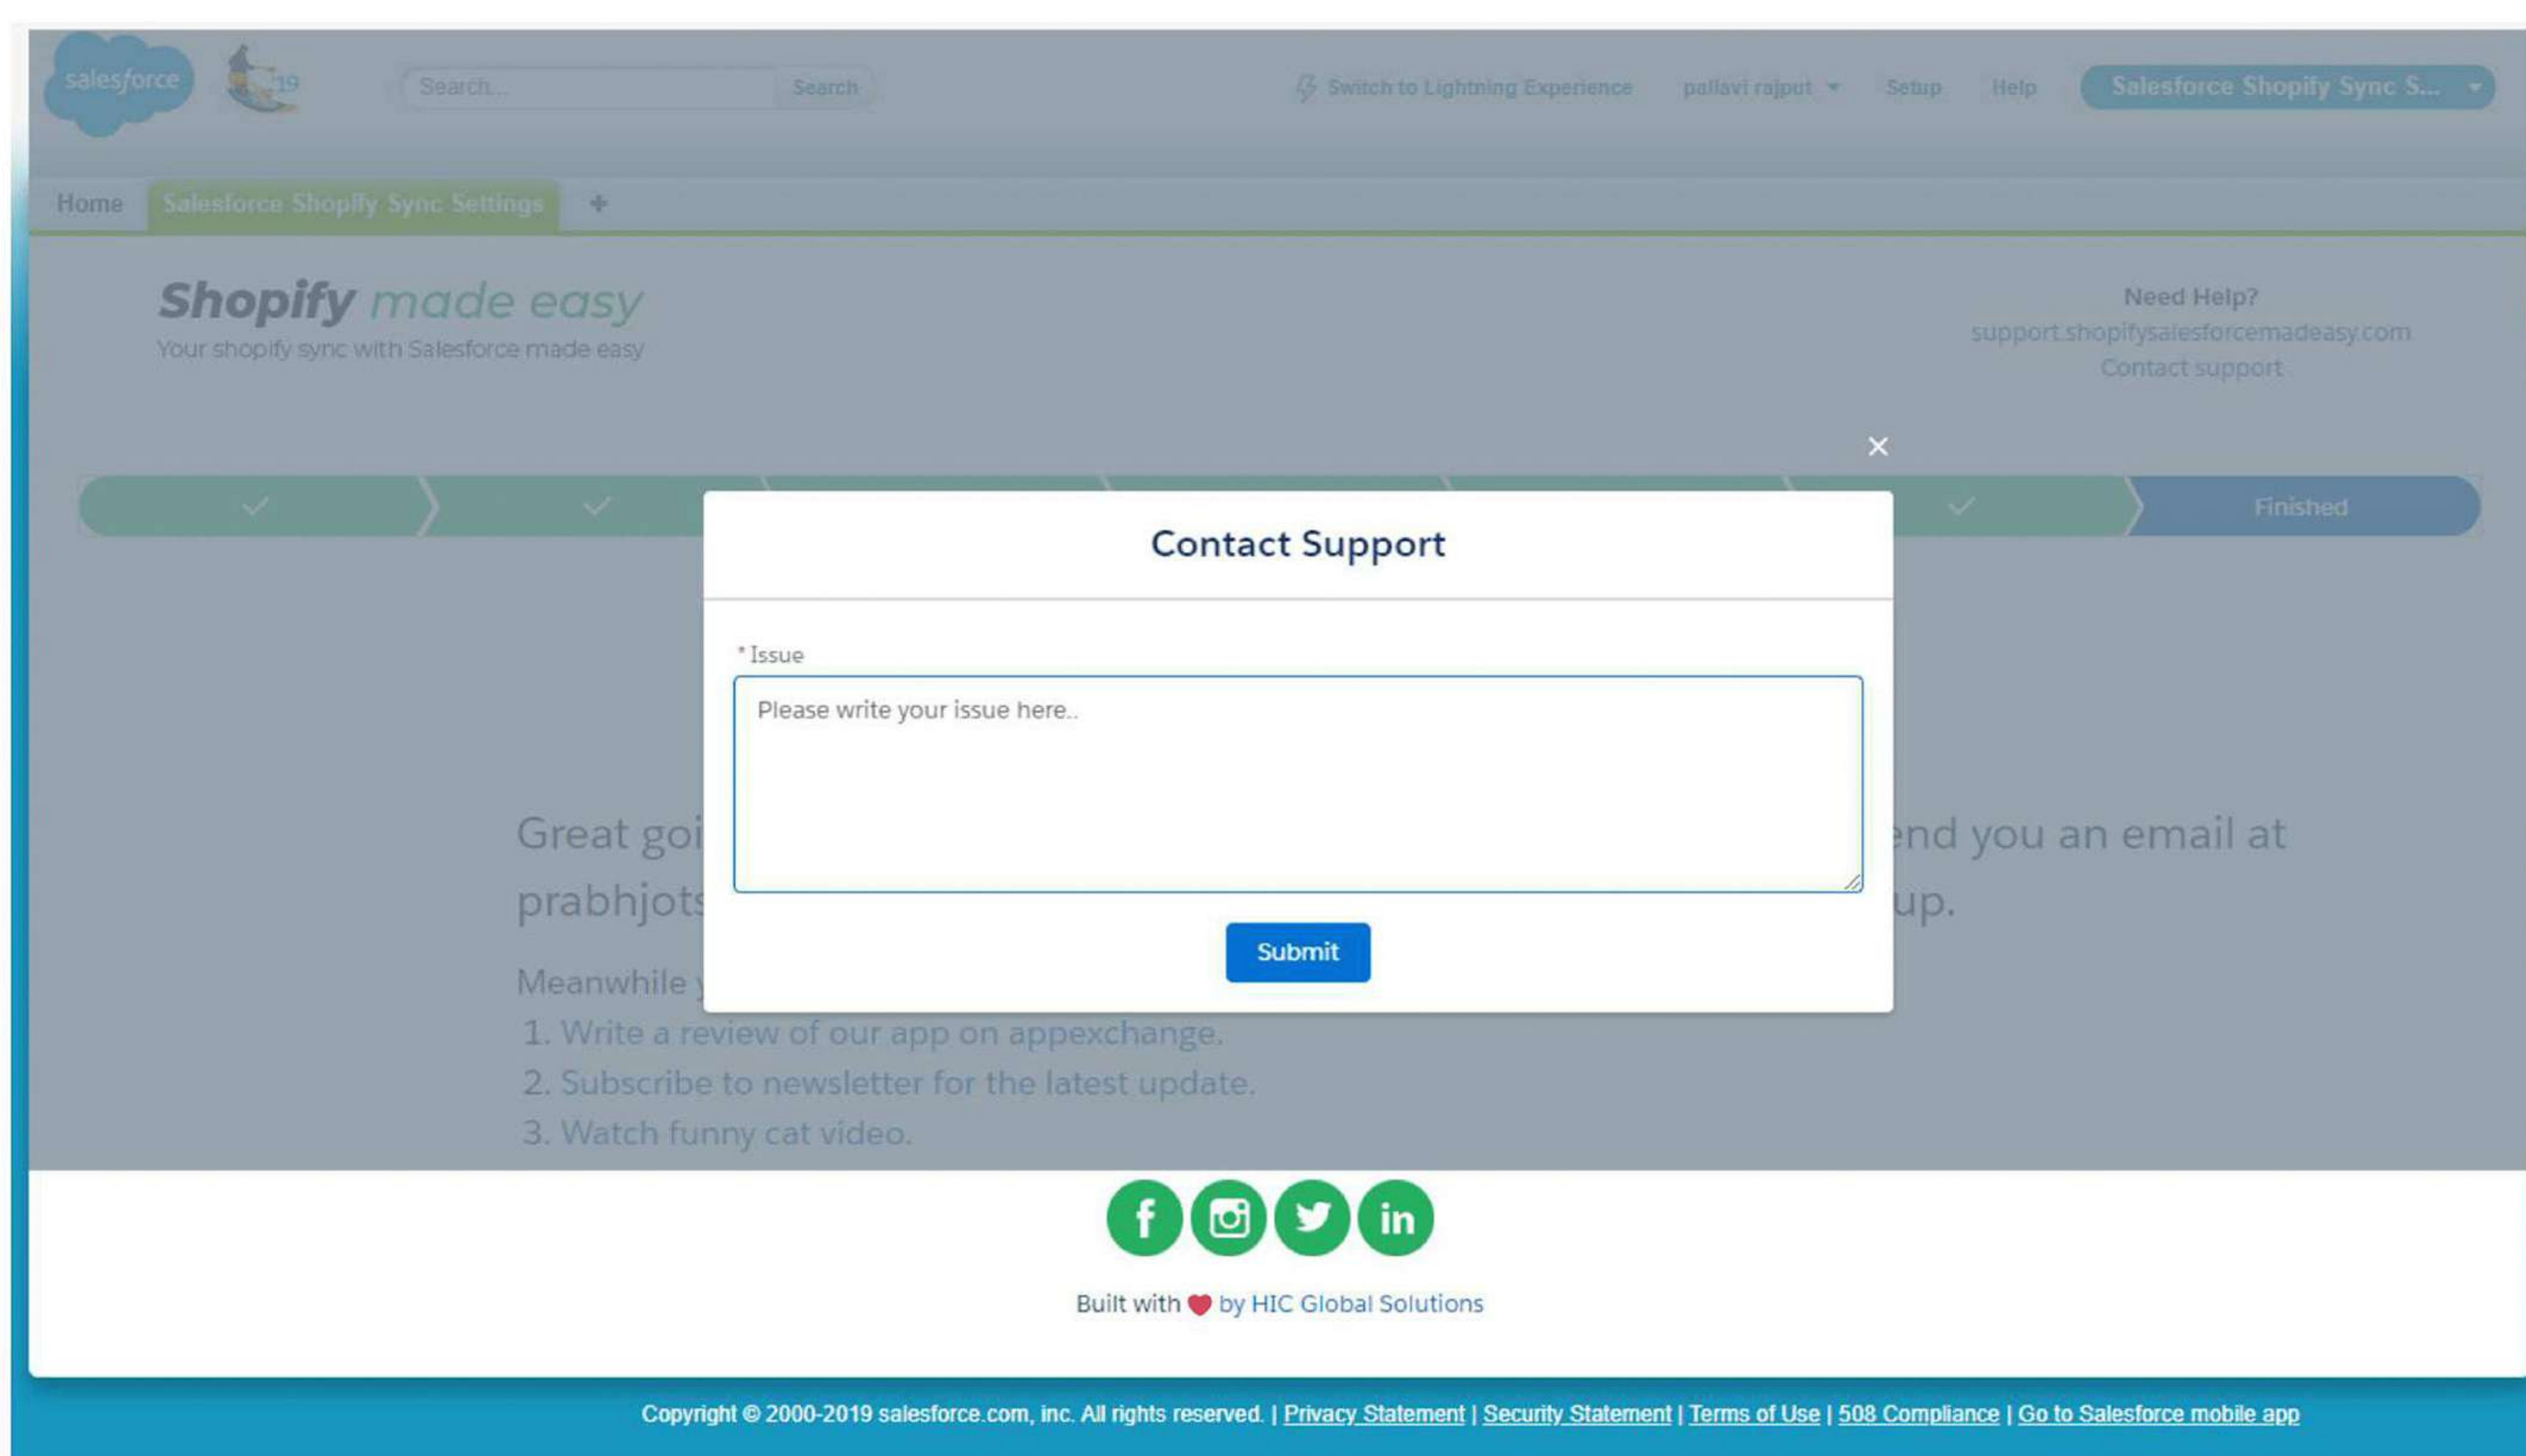 salesforce
19
Search...
Search
Switch to Lightning Experience
pallavi rajput
Setup
Help
Salesforce Shopify Sync S...
Home
Salesforce Shopify Sync Settings
+
Shopify made easy
Your shopify sync with Salesforce made easy
Need Help?
support.shopifysalesforcemadeasy.com
Contact support
Finished
Contact Support
* Issue
Please write your issue here..
Submit
Great goi
end you an email at
prabhjots
up.
Meanwhile
1. Write a review of our app on appexchange.
2. Subscribe to newsletter for the latest update.
3. Watch funny cat video.
f
in
Built with ❤ by HIC Global Solutions
Copyright © 2000-2019 salesforce.com, inc. All rights reserved. | Privacy Statement | Security Statement | Terms of Use | 508 Compliance | Go to Salesforce mobile app